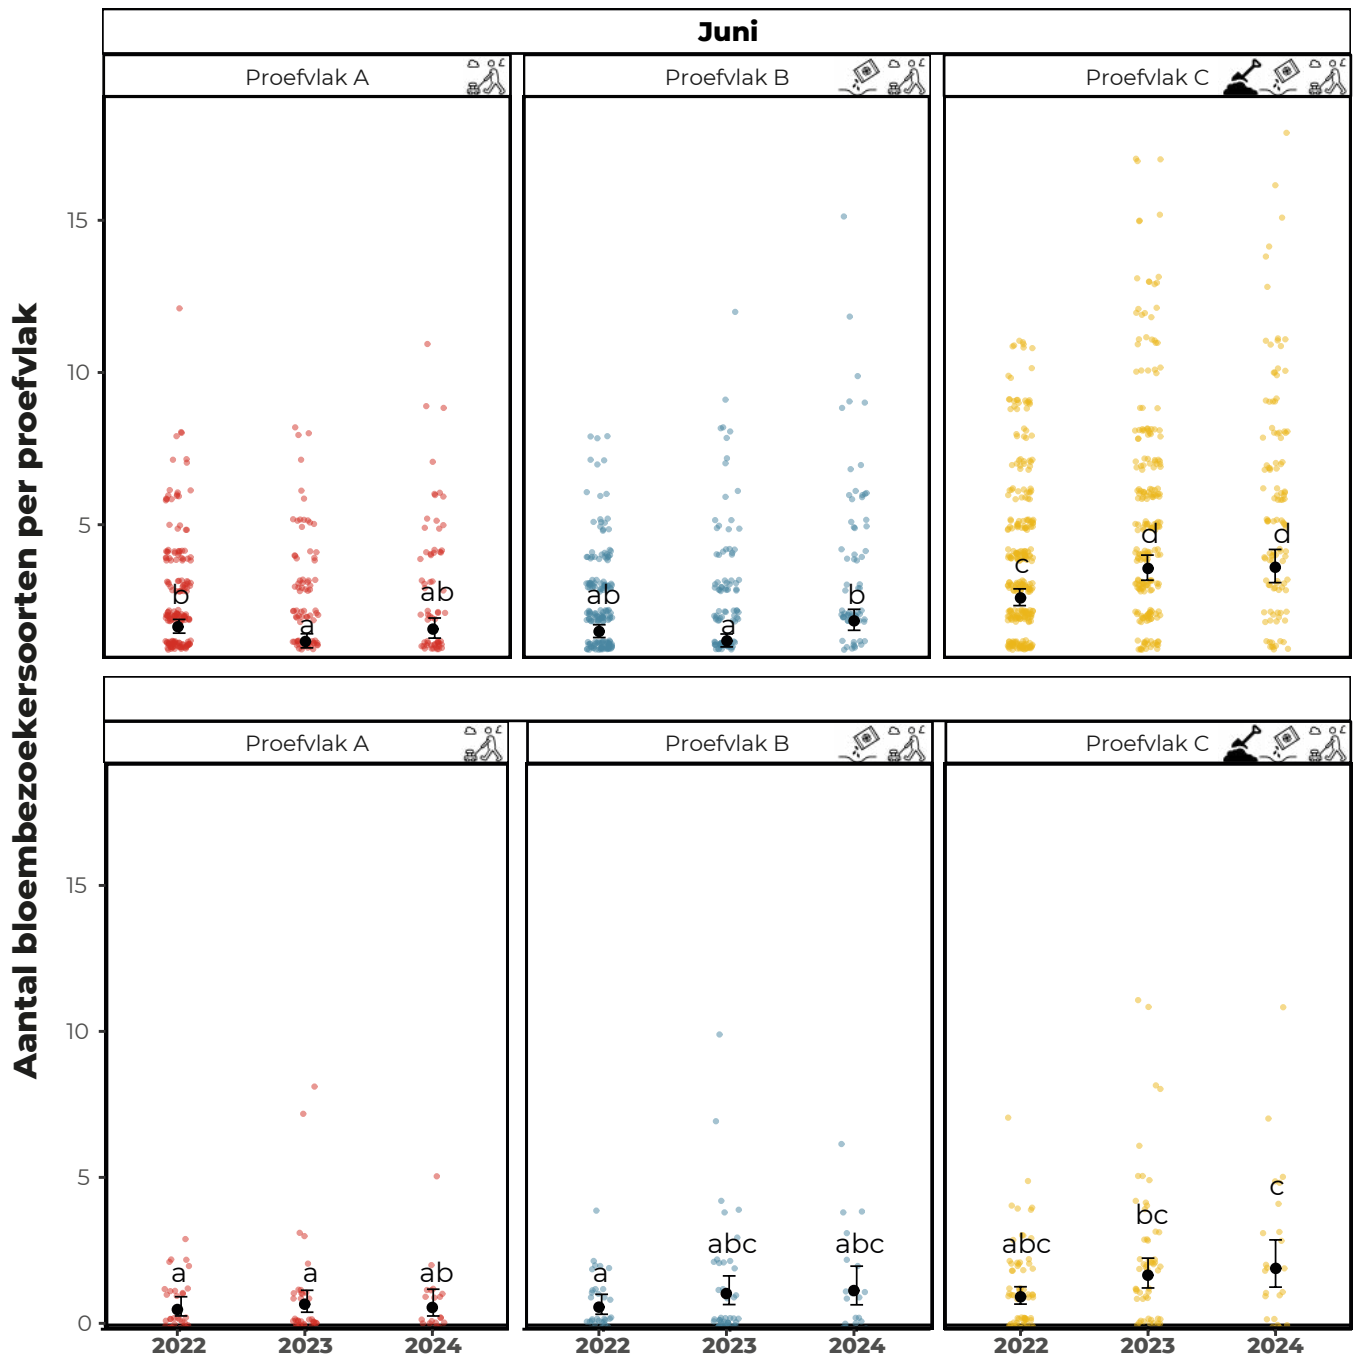 Juni
Proefvlak A
Proefvlak B
Proefvlak C
Aantal bloembezoekersoorten per proefvlak
15
10
5
b
a
ab
ab
a
b
c
d
d
Proefvlak A
Proefvlak B
Proefvlak C
15
10
5
0
a
a
ab
a
abc
abc
abc
bc
c
2022
2023
2024
2022
2023
2024
2022
2023
2024